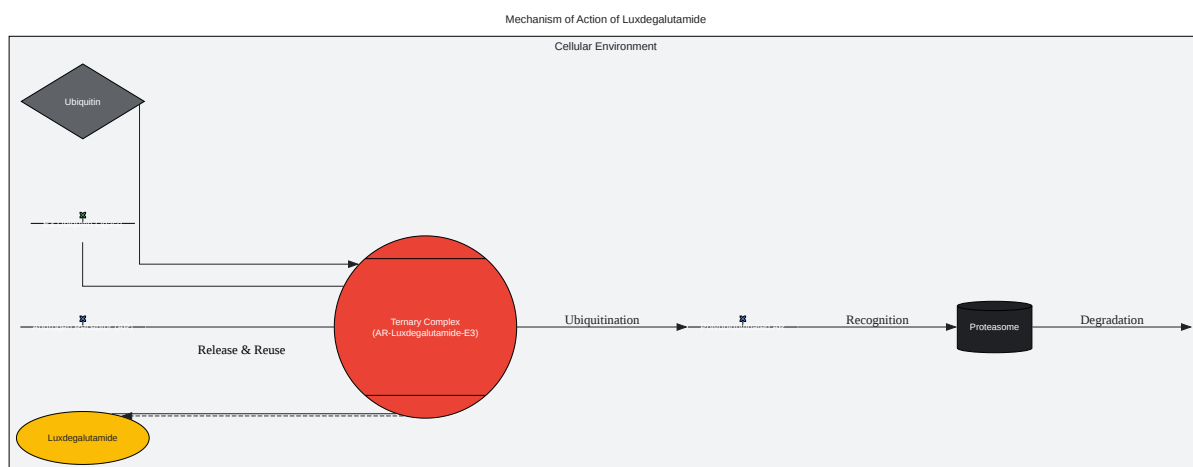 Mechanism of Action of Luxdegalutamide
Cellular Environment
Ubiquitin
Ternary Complex
(AR-Luxdegalutamide-E3)
Ubiquitination
Recognition
Proteasome
Degradation
Release & Reuse
Luxdegalutamide